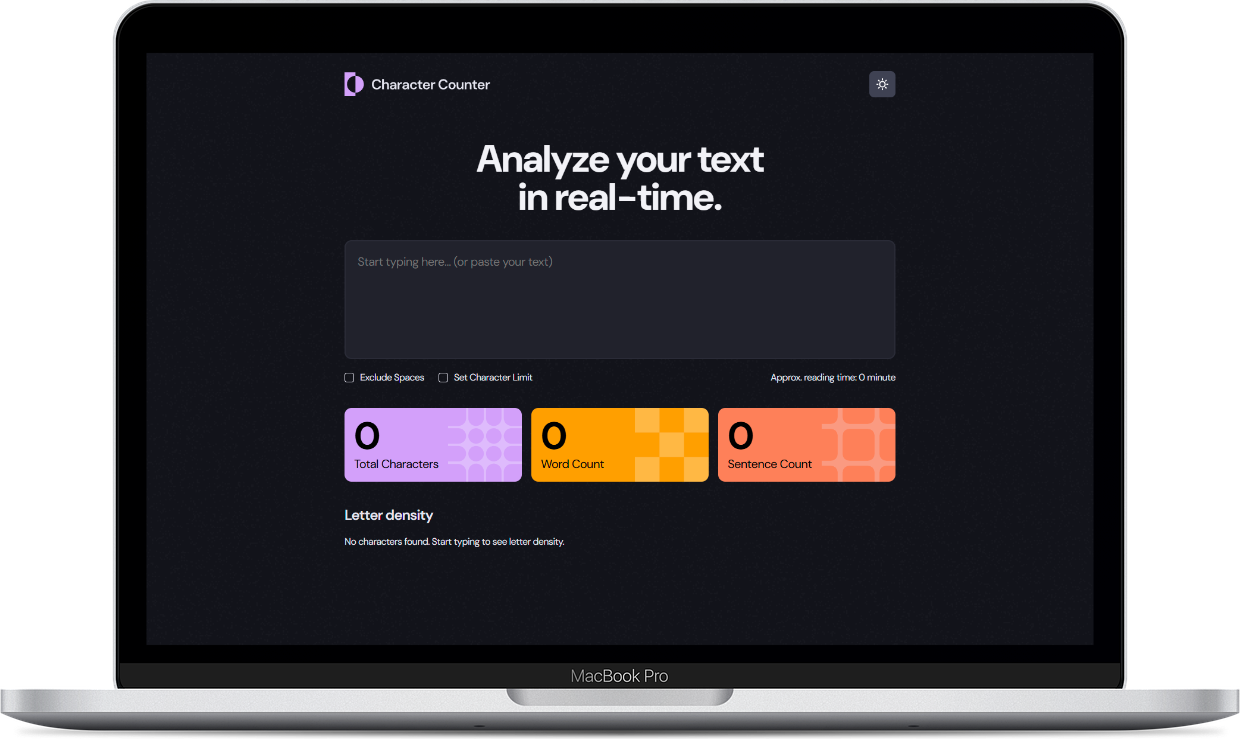 Character Counter
Analyze your text
in real-time.
Start typing here... (or paste your text)
Exclude Spaces
Set Character Limit
Approx. reading time: 0 minute
0
Total Characters
0
Word Count
0
Sentence Count
Letter density
No characters found. Start typing to see letter density.
MacBook Pro